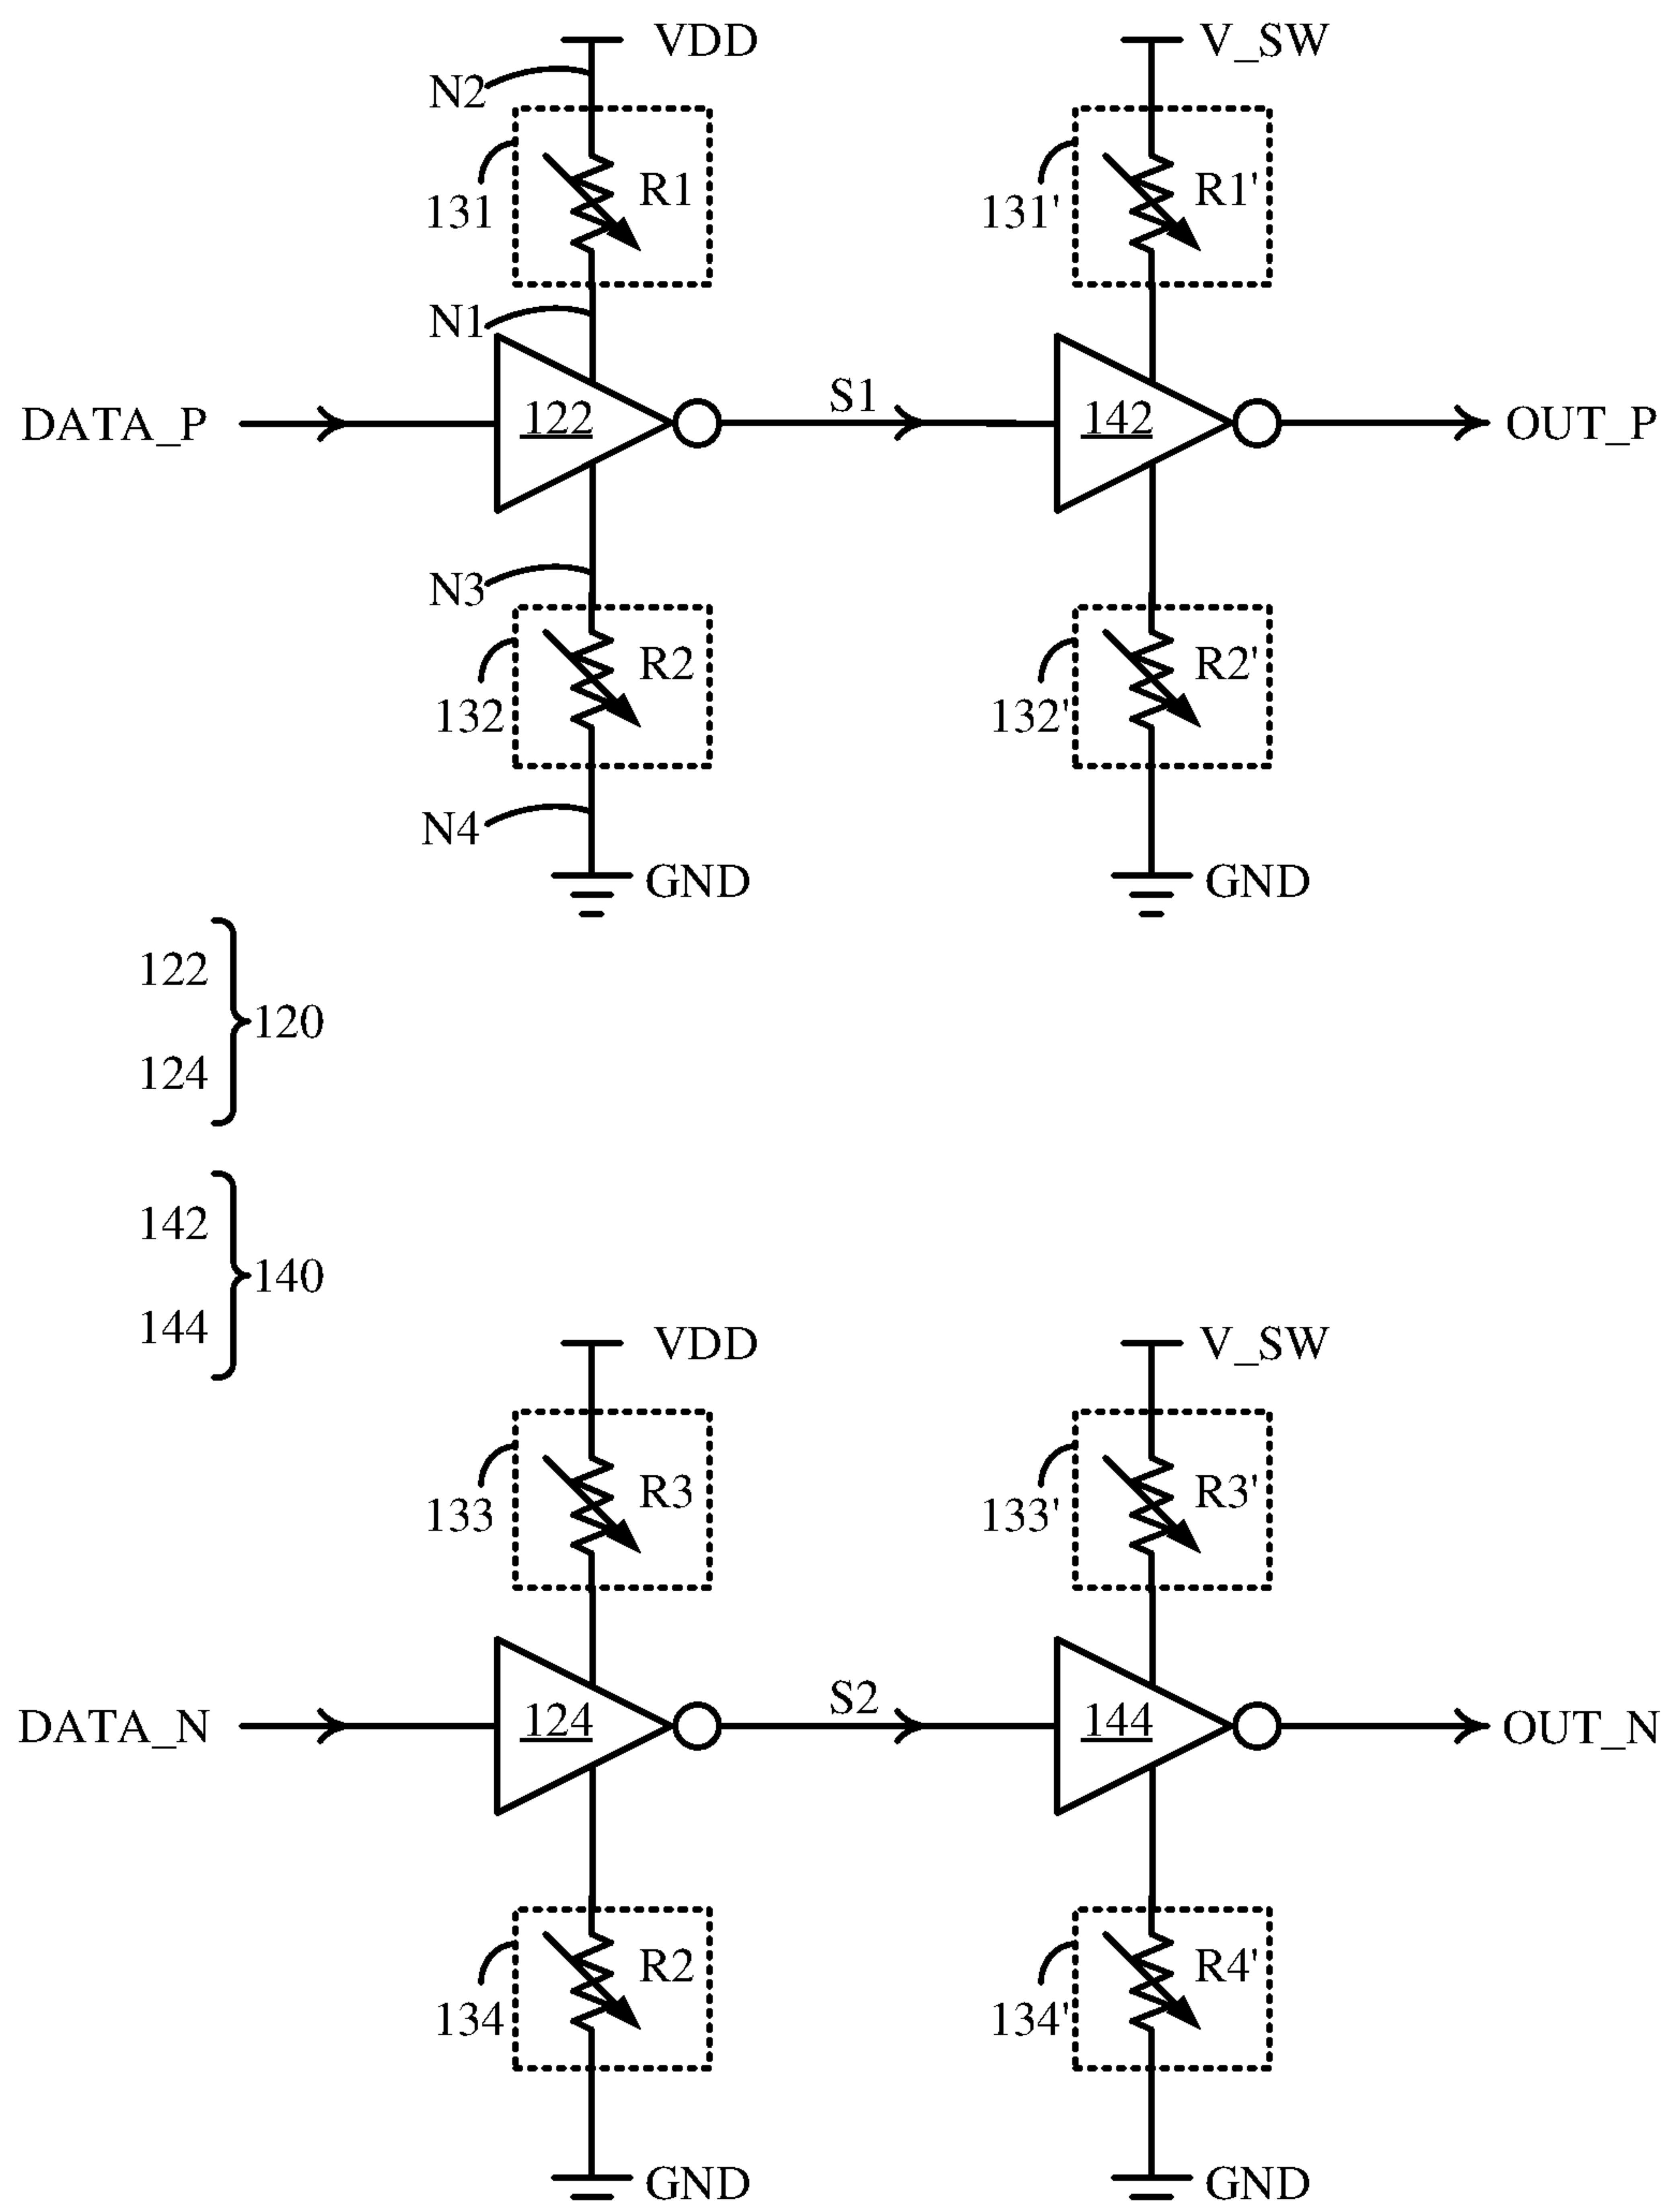 VDD
V_SW
N2
R1
R1'
131
131'
N1
DATA_P
122
S1
142
OUT_P
N3
R2
R2'
132
132'
N4
GND
GND
122
120
124
142
140
144
VDD
V_SW
R3
R3'
133
133'
DATA_N
124
S2
144
OUT_N
R2
R4'
134
134'
GND
GND